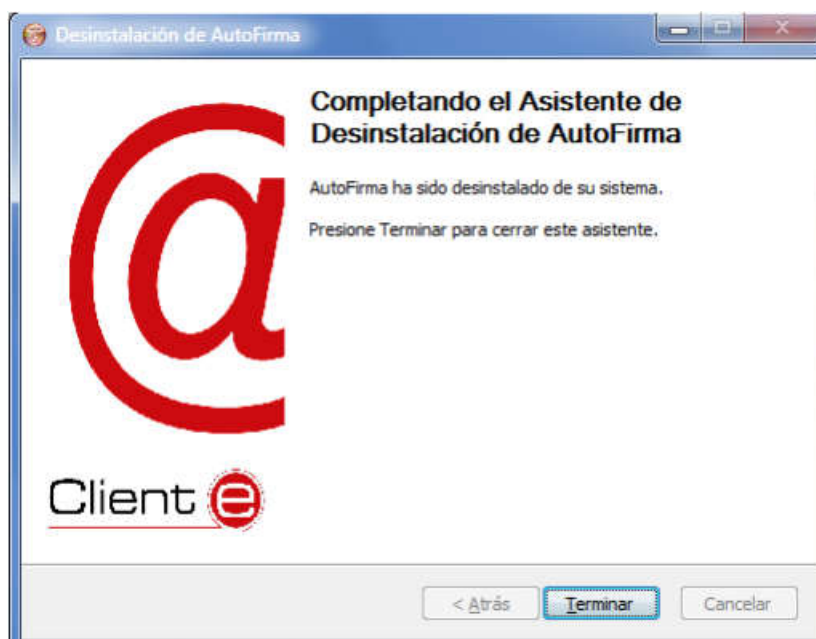 Desinstalación de AutoFirma
Completando el Asistente de
Desinstalación de AutoFirma
AutoFirma ha sido desinstalado de su sistema.
Presione Terminar para cerrar este asistente.
@
Client e
< Atrás
Terminar
Cancelar